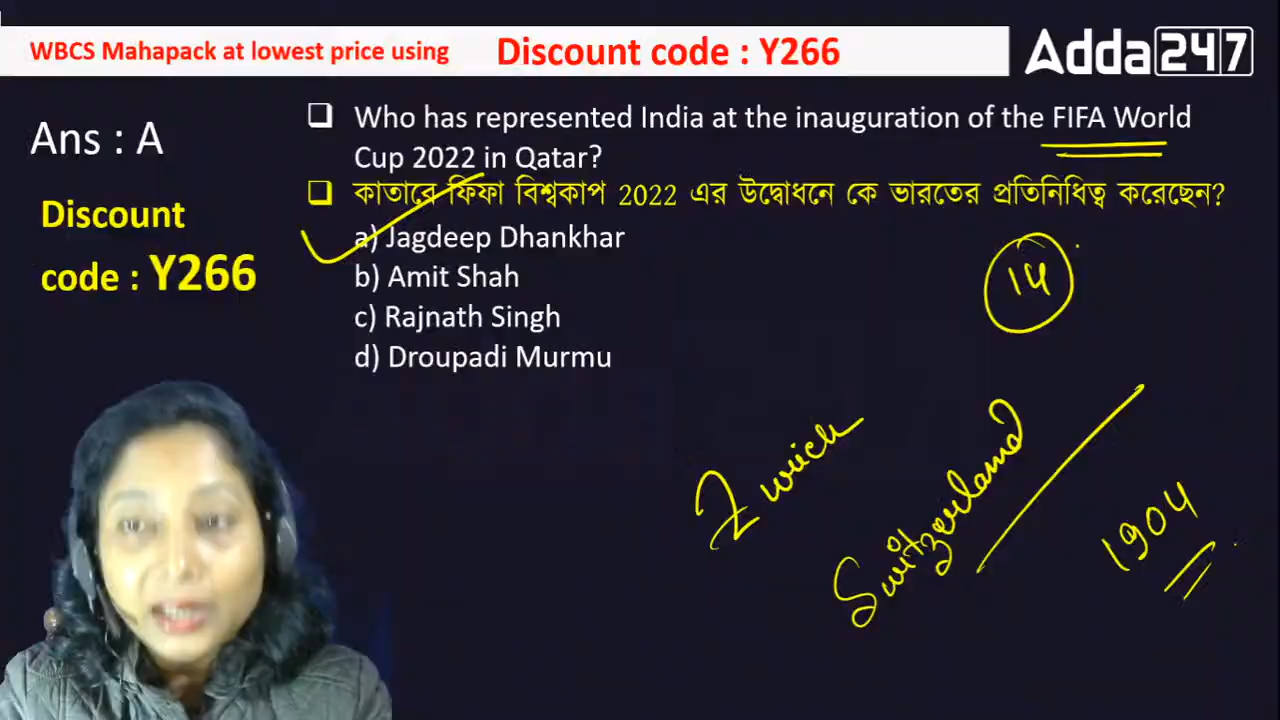 WBCS Mahapack at lowest price using Discount code : Y266
Adda247
Ans : A
Discount
code : Y266
Who has represented India at the inauguration of the FIFA World
Cup 2022 in Qatar?
কাতারে ফিফা বিশ্বকাপ 2022 এর উদ্বোধনে কে ভারতের প্রতিনিধিত্ব করেছেন?
a) Jagdeep Dhankhar
b) Amit Shah
c) Rajnath Singh
d) Droupadi Murmu
14
Switzerland
1904